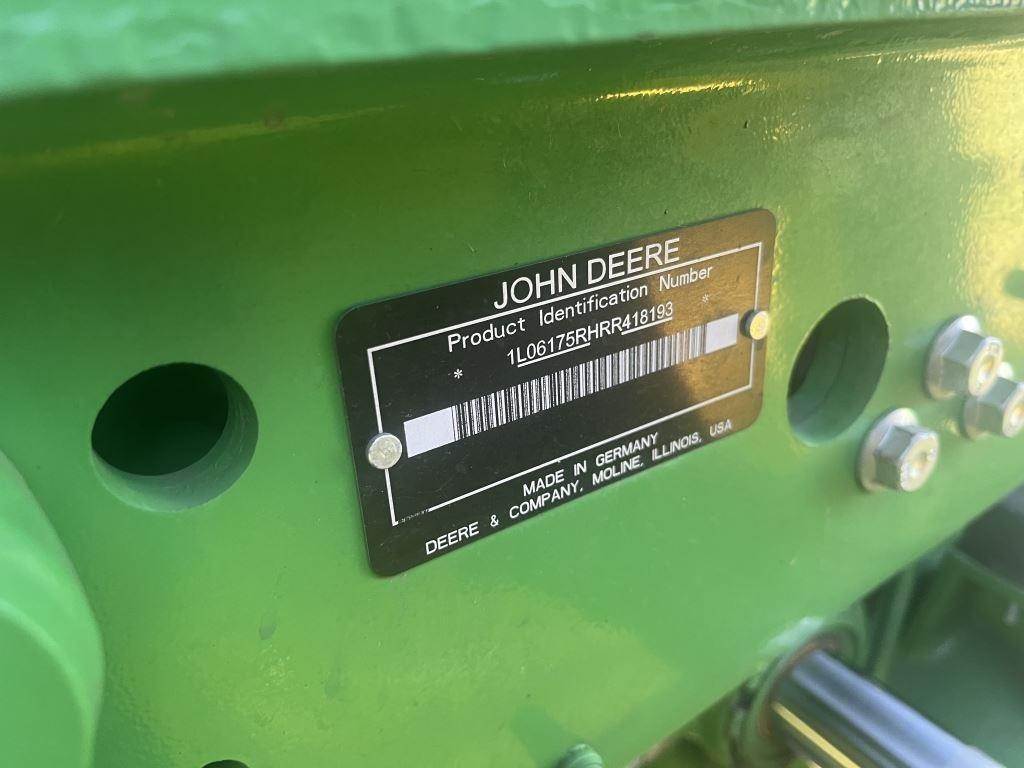 JOHN DEERE
Product Identification Number
* 1L06175RHRR418193 *
MADE IN GERMANY
DEERE & COMPANY, MOLINE, ILLINOIS, USA